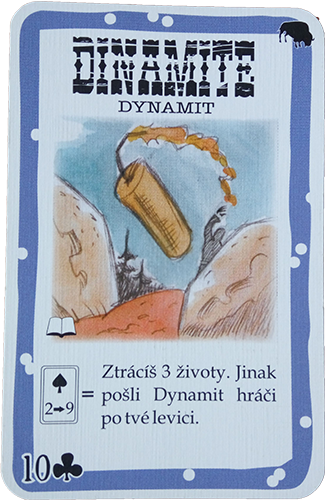 DINAMITE
DYNAMIT
Ztrácíš 3 životy. Jinak
2➔9 = pošli Dynamit hráči
po tvé levici.
10♣